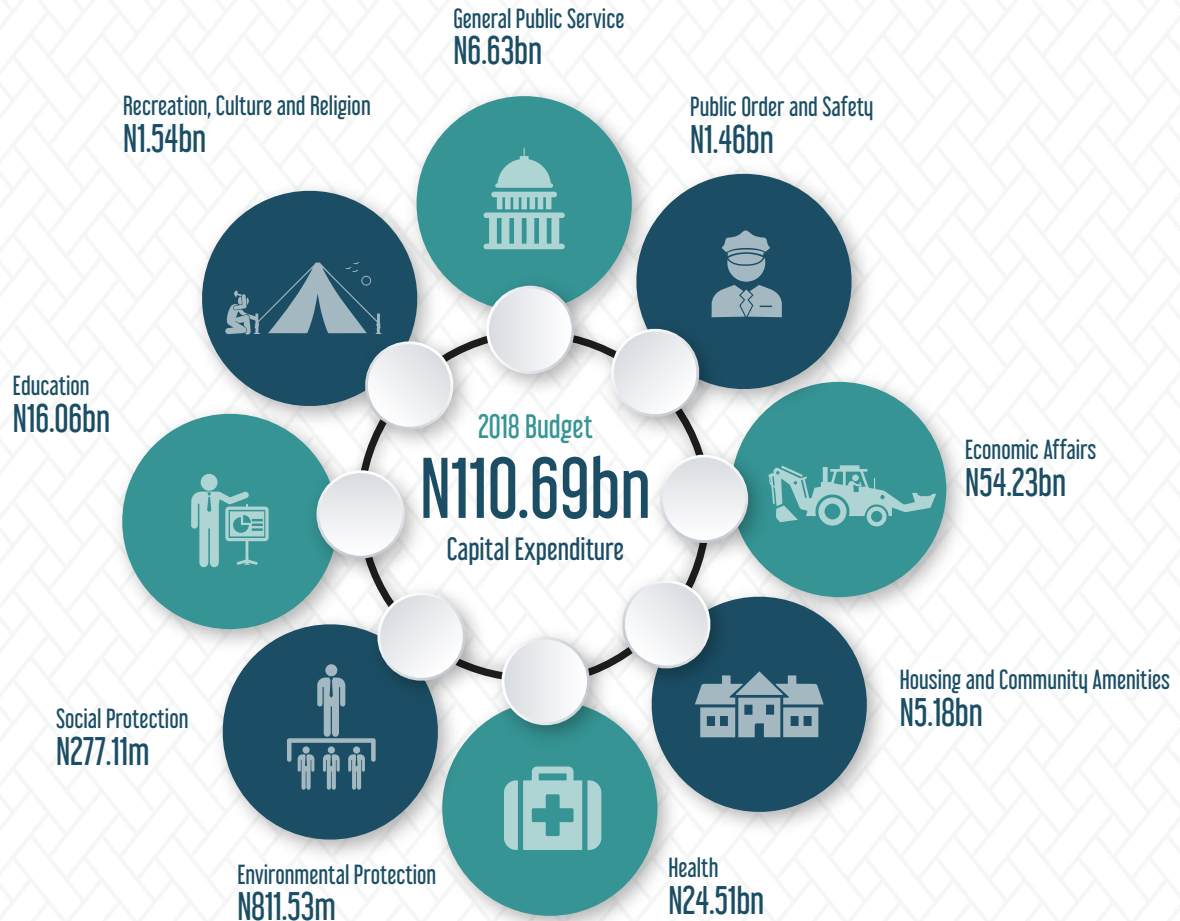 General Public Service
N6.63bn
Recreation, Culture and Religion
N1.54bn
Public Order and Safety
N1.46bn
Education
N16.06bn
2018 Budget
N110.69bn
Capital Expenditure
Economic Affairs
N54.23bn
Housing and Community Amenities
N5.18bn
Social Protection
N277.11m
Environmental Protection
N811.53m
Health
N24.51bn